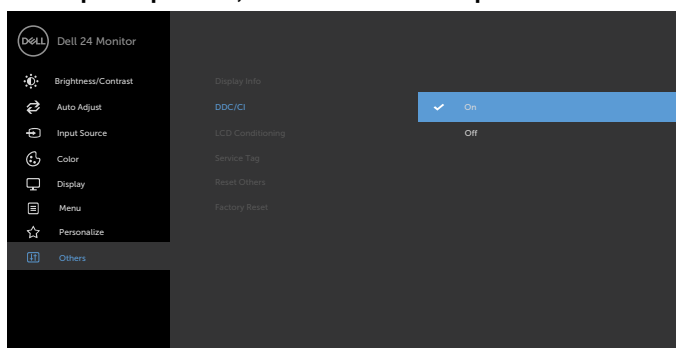 DELL
Dell 24 Monitor
Brightness/Contrast
Auto Adjust
Input Source
Color
Display
Menu
Personalize
Others
Display Info
DDC/CI
LCD Conditioning
Service Tag
Reset Others
Factory Reset
On
Off